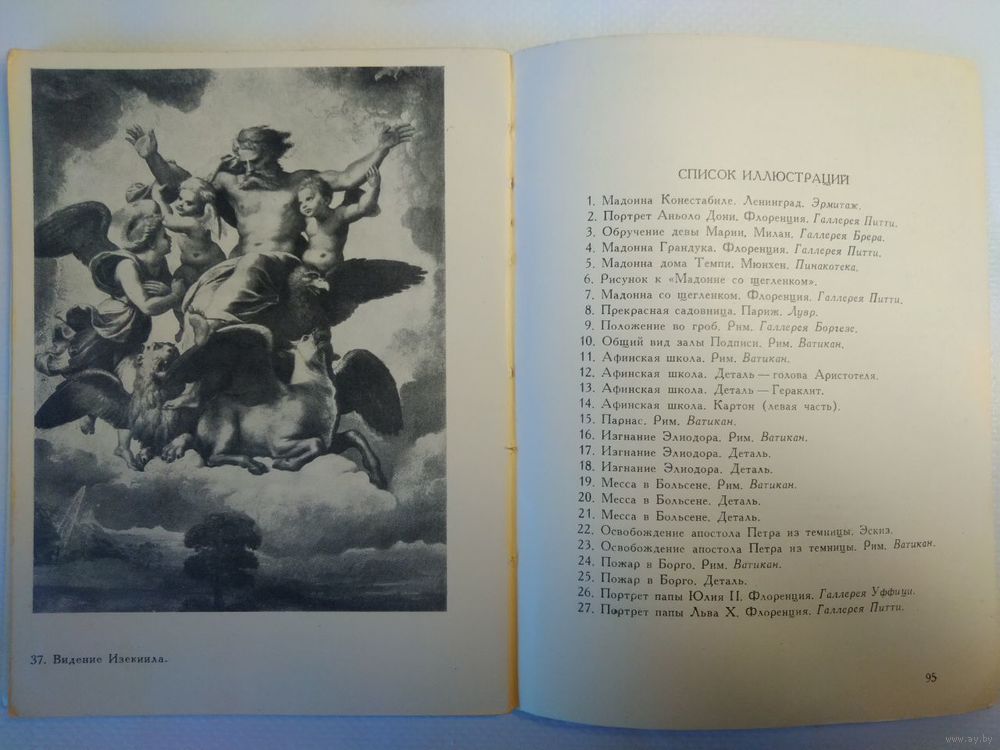 37. Видение Изекиила.
СПИСОК ИЛЛЮСТРАЦИЙ
1. Мадонна Конестабиле. Ленинград. Эрмитаж.
2. Портрет Аньоло Дони. Флоренция. Галлерея Питти.
3. Обручение девы Марии. Милан. Галлерея Брера.
4. Мадонна Грандука. Флоренция. Галлерея Питти.
5. Мадонна дома Темпи. Мюнхен. Пинакотека.
6. Рисунок к «Мадонне со щегленком».
7. Мадонна со щегленком. Флоренция. Галлерея Питти.
8. Прекрасная садовница. Париж. Лувр.
9. Положение во гроб. Рим. Галлерея Боргезе.
10. Общий вид залы Подписи. Рим. Ватикан.
11. Афинская школа. Рим. Ватикан.
12. Афинская школа. Деталь — голова Аристотеля.
13. Афинская школа. Деталь — Гераклит.
14. Афинская школа. Картон (левая часть).
15. Парнас. Рим. Ватикан.
16. Изгнание Элиодора. Рим. Ватикан.
17. Изгнание Элиодора. Деталь.
18. Изгнание Элиодора. Деталь.
19. Месса в Больсене. Рим. Ватикан.
20. Месса в Больсене. Деталь.
21. Месса в Больсене. Деталь.
22. Освобождение апостола Петра из темницы. Эскиз.
23. Освобождение апостола Петра из темницы. Рим. Ватикан.
24. Пожар в Борго. Рим. Ватикан.
25. Пожар в Борго. Деталь.
26. Портрет папы Юлия II. Флоренция. Галлерея Уффици.
27. Портрет папы Льва X. Флоренция. Галлерея Питти.
95
www.ay.by